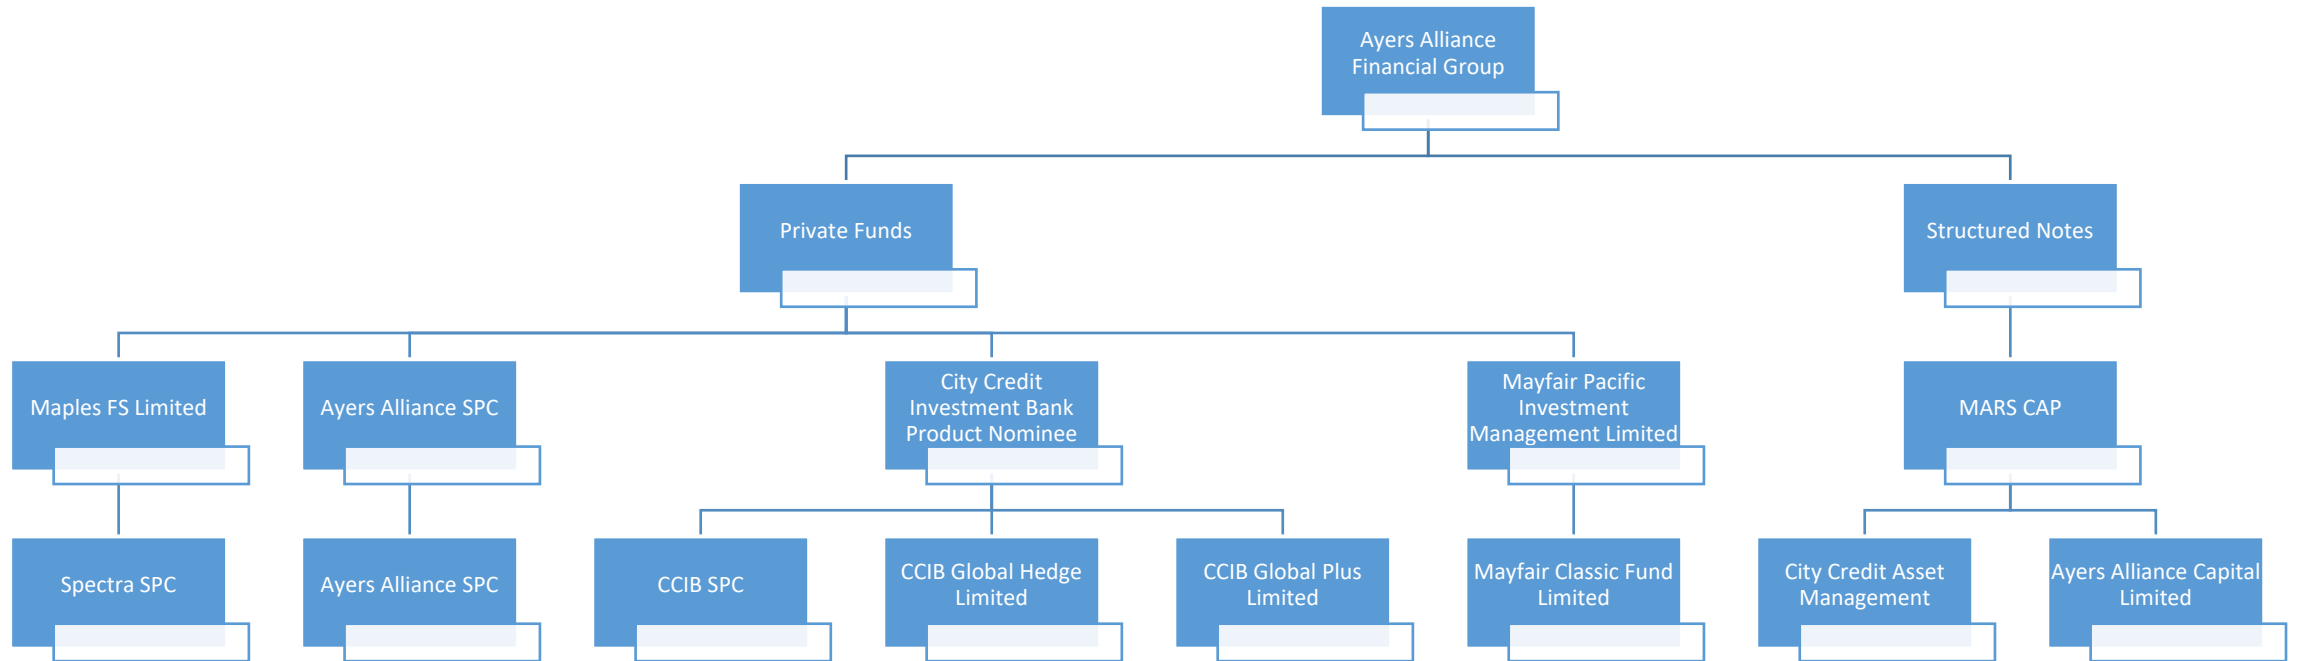 Ayers Alliance
Financial Group
Private Funds
Structured Notes
Maples FS Limited
Ayers Alliance SPC
City Credit
Investment Bank
Product Nominee
Mayfair Pacific
Investment
Management Limited
MARS CAP
Spectra SPC
Ayers Alliance SPC
CCIB SPC
CCIB Global Hedge
Limited
CCIB Global Plus
Limited
Mayfair Classic Fund
Limited
City Credit Asset
Management
Ayers Alliance Capital
Limited